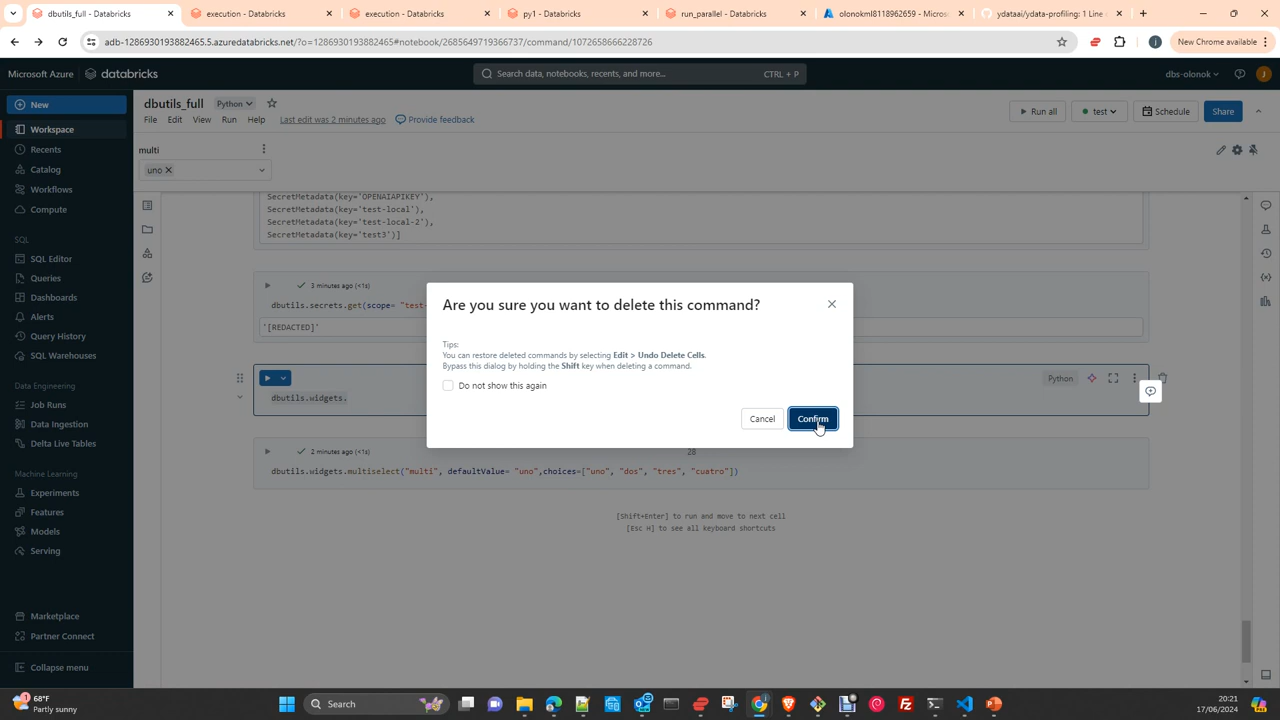 dbutils_full - Databricks
execution - Databricks
execution - Databricks
py1 - Databricks
run_parallel - Databricks
olonokml8118962659 - Micros
ydataai/ydata-profiling: 1 Line
adb-1286930193882465.5.azuredatabricks.net/?o=1286930193882465#notebook/2685649719366737/command/1072658666228726
New Chrome available
Microsoft Azure
databricks
Search data, notebooks, recents, and more...
CTRL + P
dbs-olonok
J
New
Workspace
Recents
Catalog
Workflows
Compute
SQL
SQL Editor
Queries
Dashboards
Alerts
Query History
SQL Warehouses
Data Engineering
Job Runs
Data Ingestion
Delta Live Tables
Machine Learning
Experiments
Features
Models
Serving
Marketplace
Partner Connect
Collapse menu
dbutils_full
Python
File
Edit
View
Run
Help
Last edit was 2 minutes ago
Provide feedback
Run all
test
Schedule
Share
multi
uno
SecretMetadata(key='OPENAIAPIKEY'),
SecretMetadata(key='test-local'),
SecretMetadata(key='test-local-2'),
SecretMetadata(key='test3')]
3 minutes ago (<1s)
dbutils.secrets.get(scope= "test-
'[REDACTED]'
Python
dbutils.widgets.
Are you sure you want to delete this command?
Tips:
You can restore deleted commands by selecting Edit > Undo Delete Cells.
Bypass this dialog by holding the Shift key when deleting a command.
Do not show this again
Cancel
Confirm
2 minutes ago (<1s)
28
dbutils.widgets.multiselect("multi", defaultValue= "uno",choices=["uno", "dos", "tres", "cuatro"])
[Shift+Enter] to run and move to next cell
[Esc H] to see all keyboard shortcuts
1
68°F
Partly sunny
Search
20:21
17/06/2024